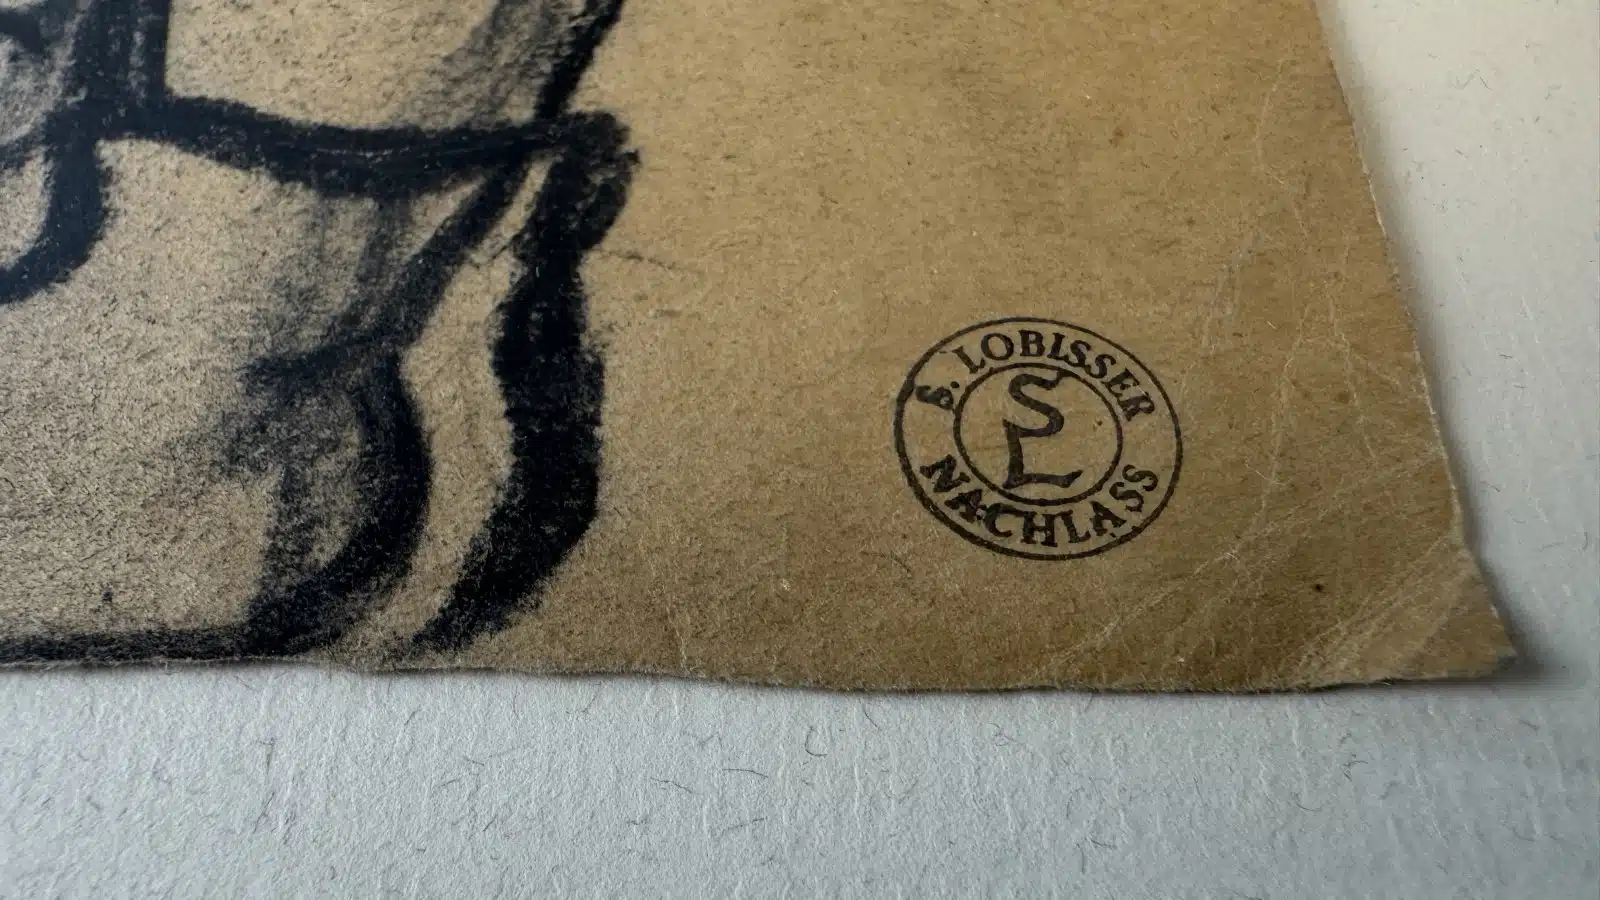 S. LOBISSER
SL
NACHLASS